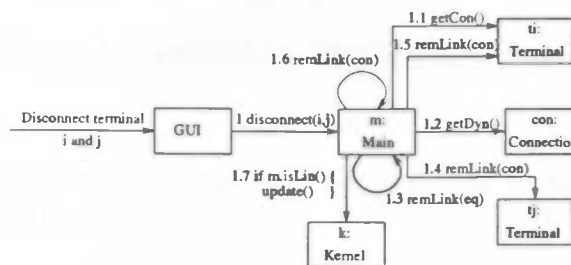 1.1 getCon()
ti:
Terminal
1.5 remLink(con)
1.6 remLink(con)
Disconnect terminal
i and j
GUI
1 disconnect(i,j)
m:
Main
1.2 getDyn()
con:
Connectio
1.4 remLink(con)
1.7 if m.isLin() {
update() }
1.3 remLink(eq)
tj:
Terminal
k:
Kernel